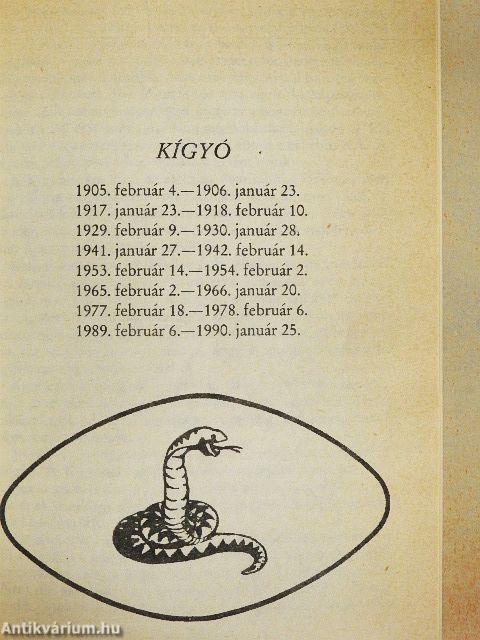 KÍGYÓ
1905. február 4.—1906. január 23.
1917. január 23.—1918. február 10.
1929. február 9.—1930. január 28.
1941. január 27.—1942. február 14.
1953. február 14.—1954. február 2.
1965. február 2.—1966. január 20.
1977. február 18.—1978. február 6.
1989. február 6.—1990. január 25.
Antikvárium.hu